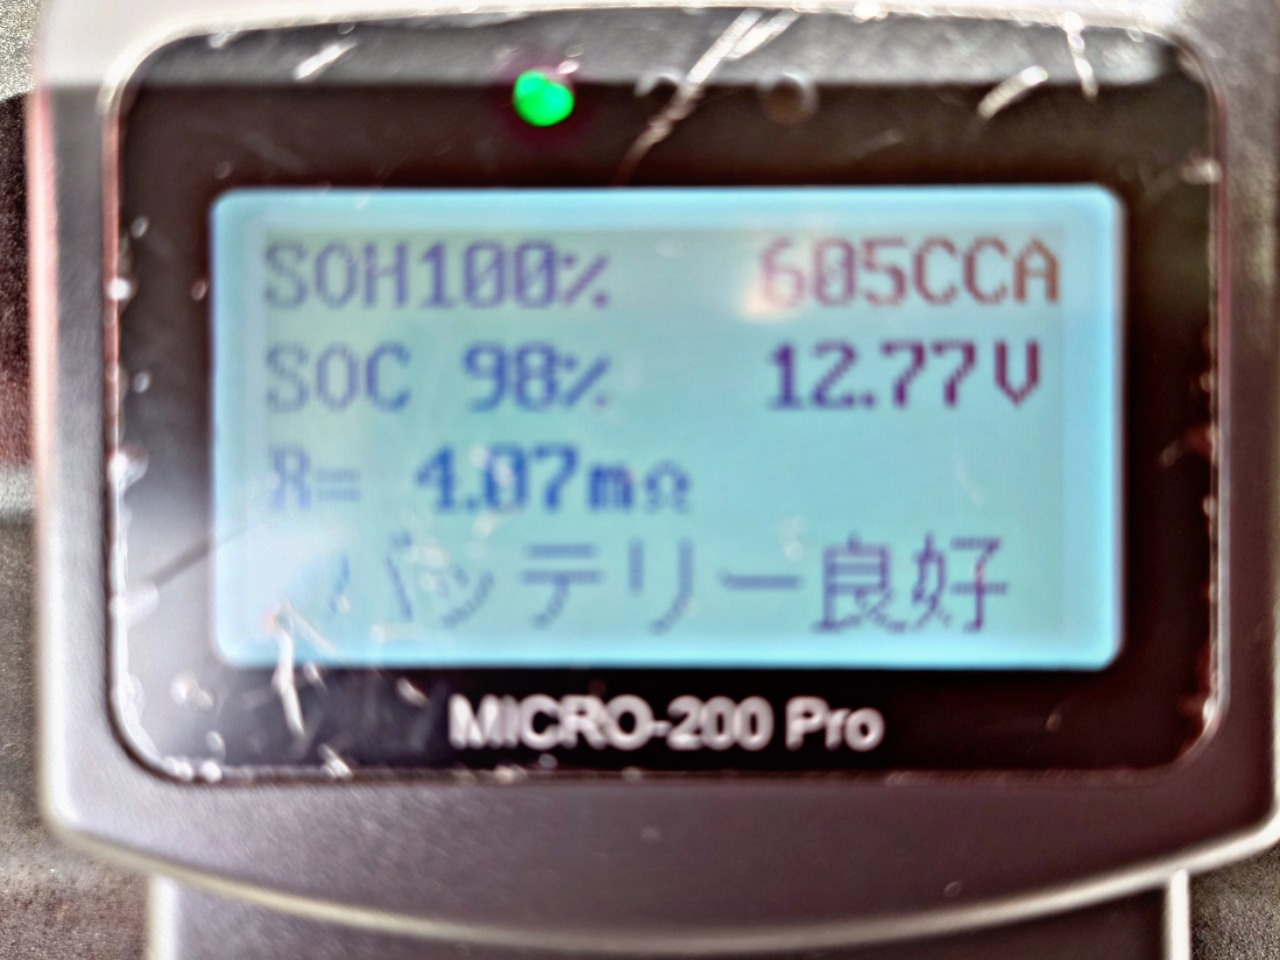 SOH100% 605CCA
SOC 98% 12.77V
R= 4.07mΩ
バッテリー良好
MICRO-200 Pro